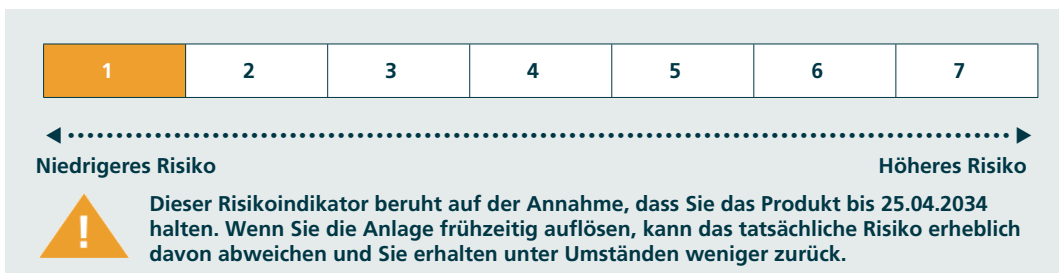 1 2 3 4 5 6 7
Niedrigeres Risiko Höheres Risiko
! Dieser Risikoindikator beruht auf der Annahme, dass Sie das Produkt bis 25.04.2034
halten. Wenn Sie die Anlage frühzeitig auflösen, kann das tatsächliche Risiko erheblich
davon abweichen und Sie erhalten unter Umständen weniger zurück.